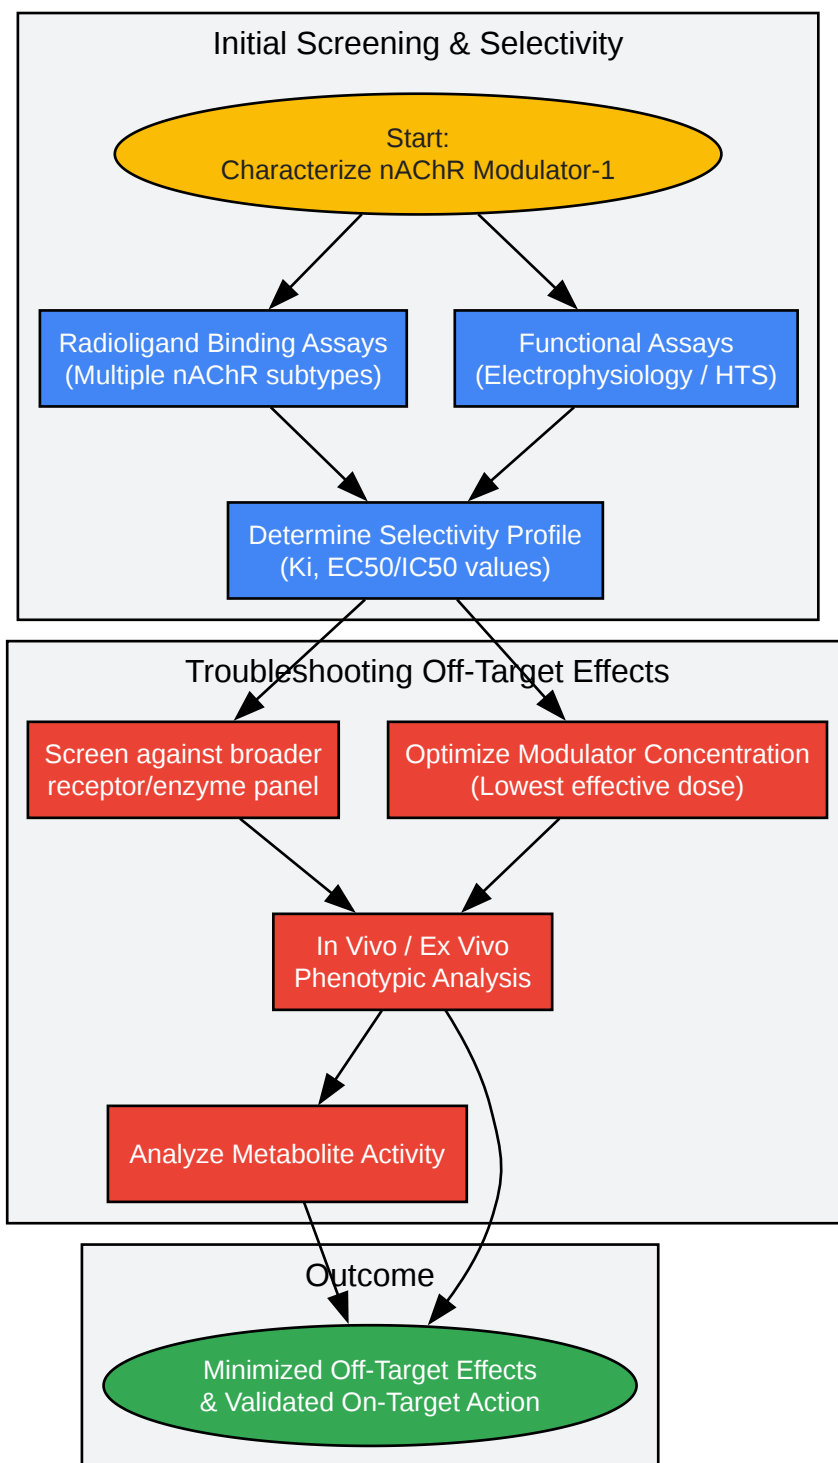 Initial Screening & Selectivity
Start:
Characterize nAChR Modulator-1
Radioligand Binding Assays
(Multiple nAChR subtypes)
Functional Assays
(Electrophysiology / HTS)
Determine Selectivity Profile
(Ki, EC50/IC50 values)
Troubleshooting Off-Target Effects
Screen against broader
receptor/enzyme panel
Optimize Modulator Concentration
(Lowest effective dose)
In Vivo / Ex Vivo
Phenotypic Analysis
Analyze Metabolite Activity
Outcome
Minimized Off-Target Effects
& Validated On-Target Action